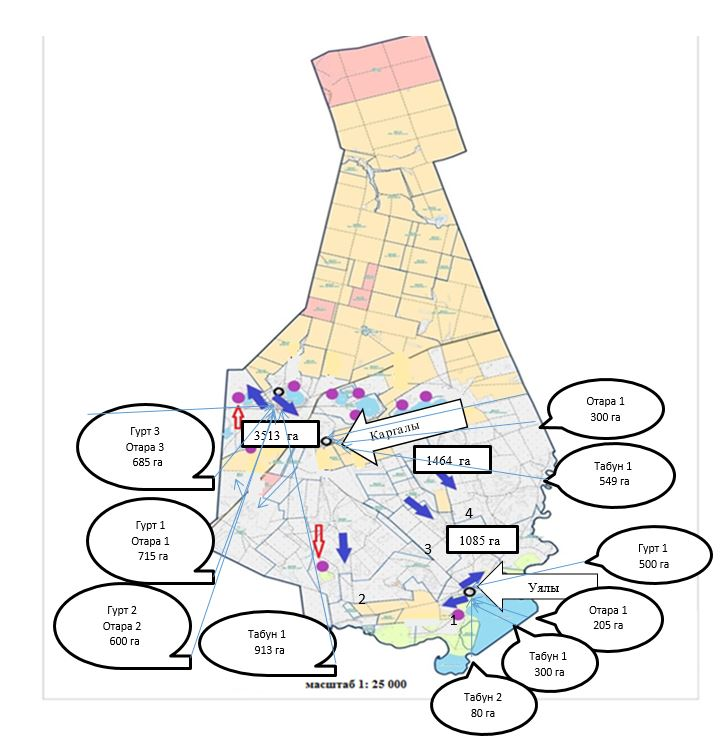 3513 га
Каргалы
1464 га
1085 га
Уялы
4
3
2
1
Отара 1
300 га
Табун 1
549 га
Гурт 3
Отара 3
685 га
Гурт 1
Отара 1
715 га
Гурт 2
Отара 2
600 га
Табун 1
913 га
Гурт 1
500 га
Отара 1
205 га
Табун 1
300 га
Табун 2
80 га
масштаб 1: 25 000